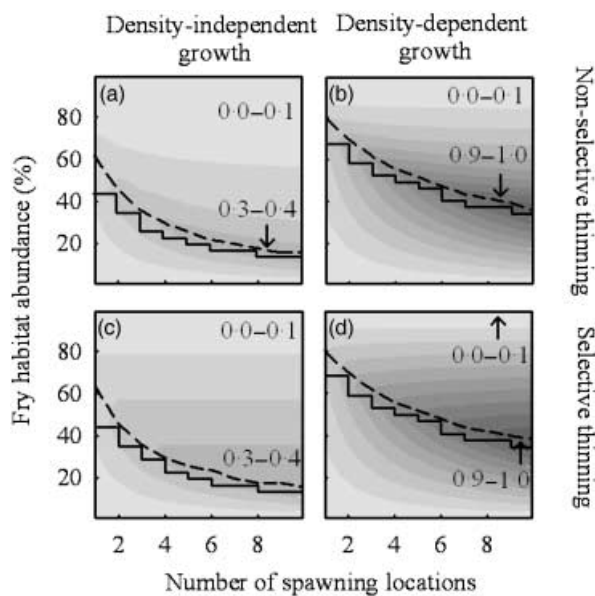 Density-independent
growth
Density-dependent
growth
(a)
0·0–0·1
0·3–0·4
(b)
0·0–0·1
0·9–1·0
Non-selective thinning
80
60
40
20
(c)
0·0–0·1
0·3–0·4
(d)
0·0–0·1
0·9–1·0
Selective thinning
80
60
40
20
Fry habitat abundance (%)
2 4 6 8
2 4 6 8
Number of spawning locations